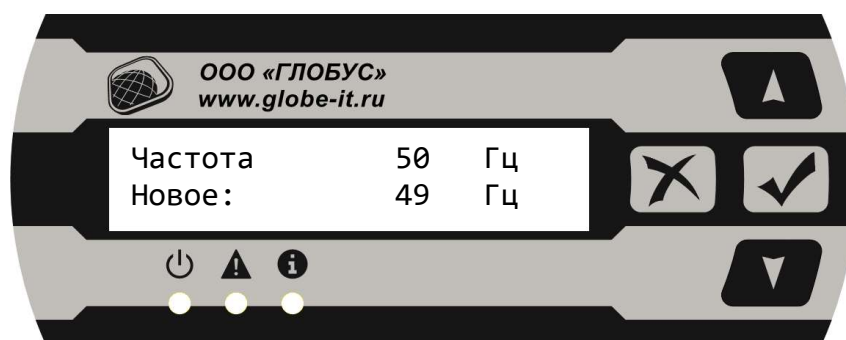 ООО «ГЛОБУС»
www.globe-it.ru
Частота 50 Гц
Новое: 49 Гц